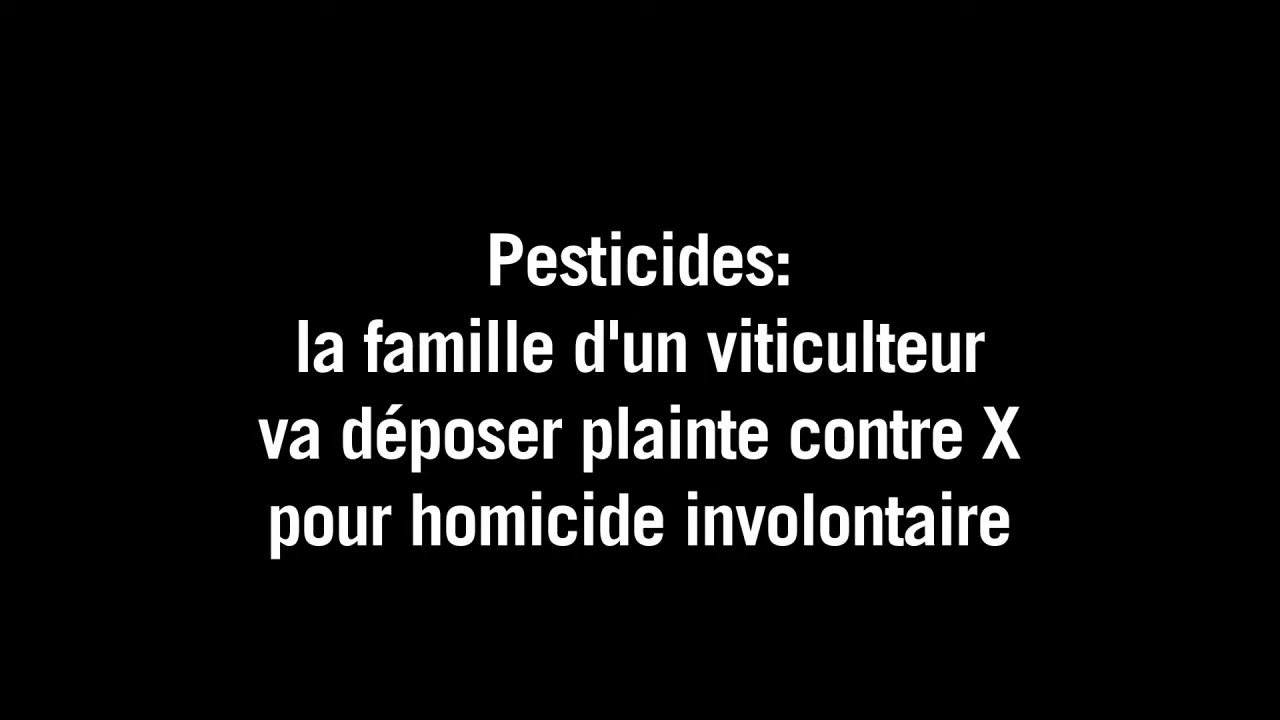 Pesticides:
la famille d'un viticulteur
va déposer plainte contre X
pour homicide involontaire